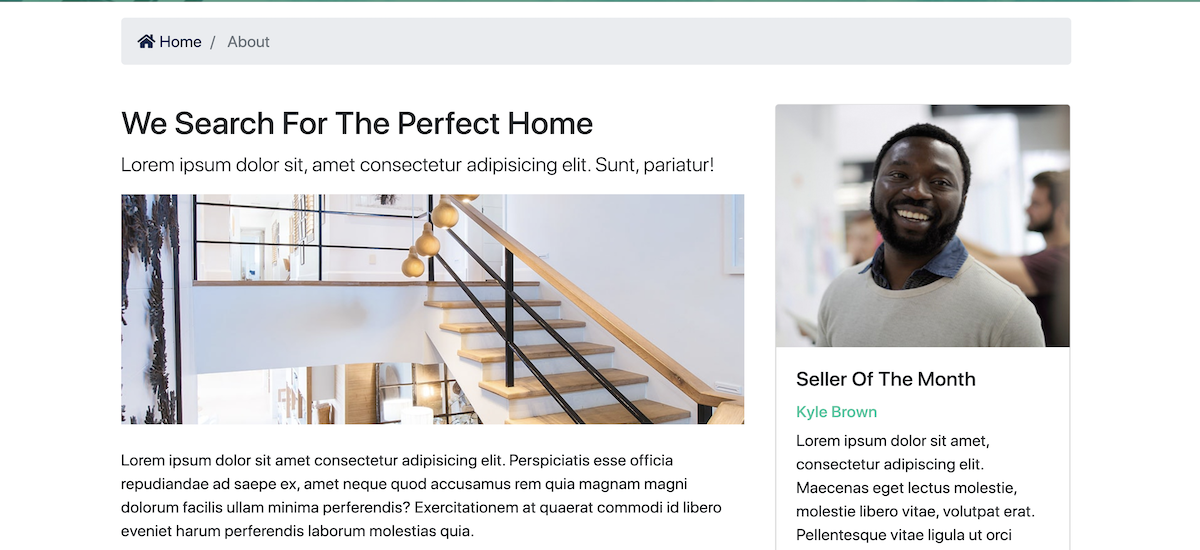 Home / About
We Search For The Perfect Home
Lorem ipsum dolor sit, amet consectetur adipisicing elit. Sunt, pariatur!
Lorem ipsum dolor sit amet consectetur adipisicing elit. Perspiciatis esse officia
repudiandae ad saepe ex, amet neque quod accusamus rem quia magnam magni
dolorum facilis ullam minima perferendis? Exercitationem at quaerat commodi id libero
eveniet harum perferendis laborum molestias quia.
Seller Of The Month
Kyle Brown
Lorem ipsum dolor sit amet,
consectetur adipiscing elit.
Maecenas eget lectus molestie,
molestie libero vitae, volutpat erat.
Pellentesque vitae ligula ut orci